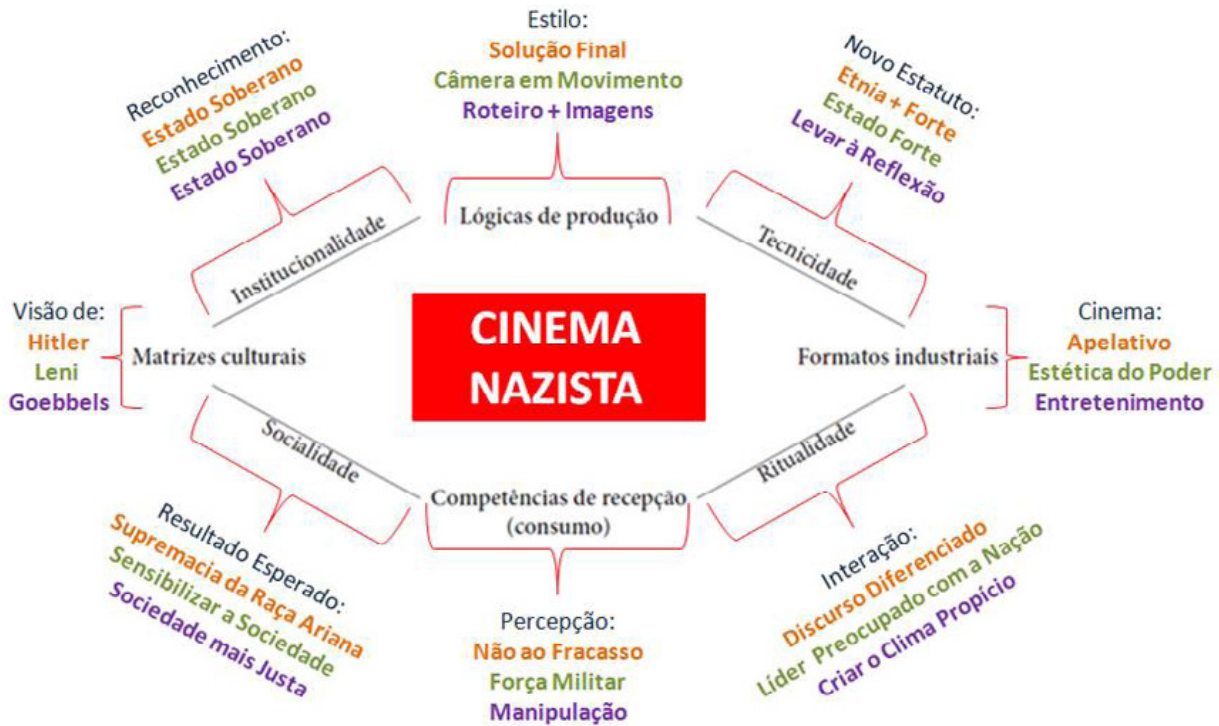 Estilo:
Solução Final
Câmera em Movimento
Roteiro + Imagens
Reconhecimento:
Estado Soberano
Estado Soberano
Estado Soberano
Novo Estatuto:
Etnia + Forte
Estado Forte
Levar à Reflexão
Institucionalidade
Lógicas de produção
Tecnicidade
Visão de:
Hitler
Leni
Goebbels
Matrizes culturais
CINEMA
NAZISTA
Formatos industriais
Cinema:
Apelativo
Estética do Poder
Entretenimento
Socialidade
Competências de recepção
(consumo)
Ritualidade
Resultado Esperado:
Supremacia da Raça Ariana
Sensibilizar a Sociedade
Sociedade mais Justa
Percepção:
Não ao Fracasso
Força Militar
Manipulação
Interação:
Discurso Diferenciado
Líder Preocupado com a Nação
Criar o Clima Propício